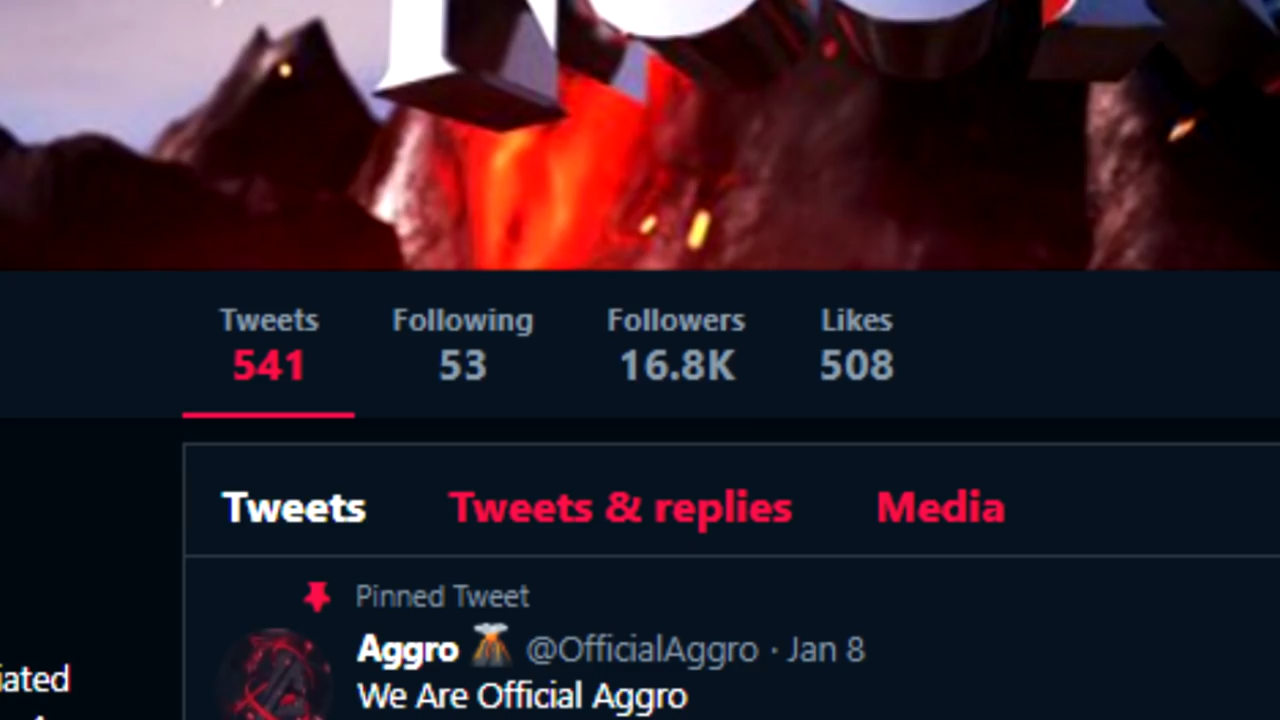 Tweets Following Followers Likes
541 53 16.8K 508
Tweets Tweets & replies Media
Pinned Tweet
Aggro 🌋 @OfficialAggro · Jan 8
iated
We Are Official Aggro